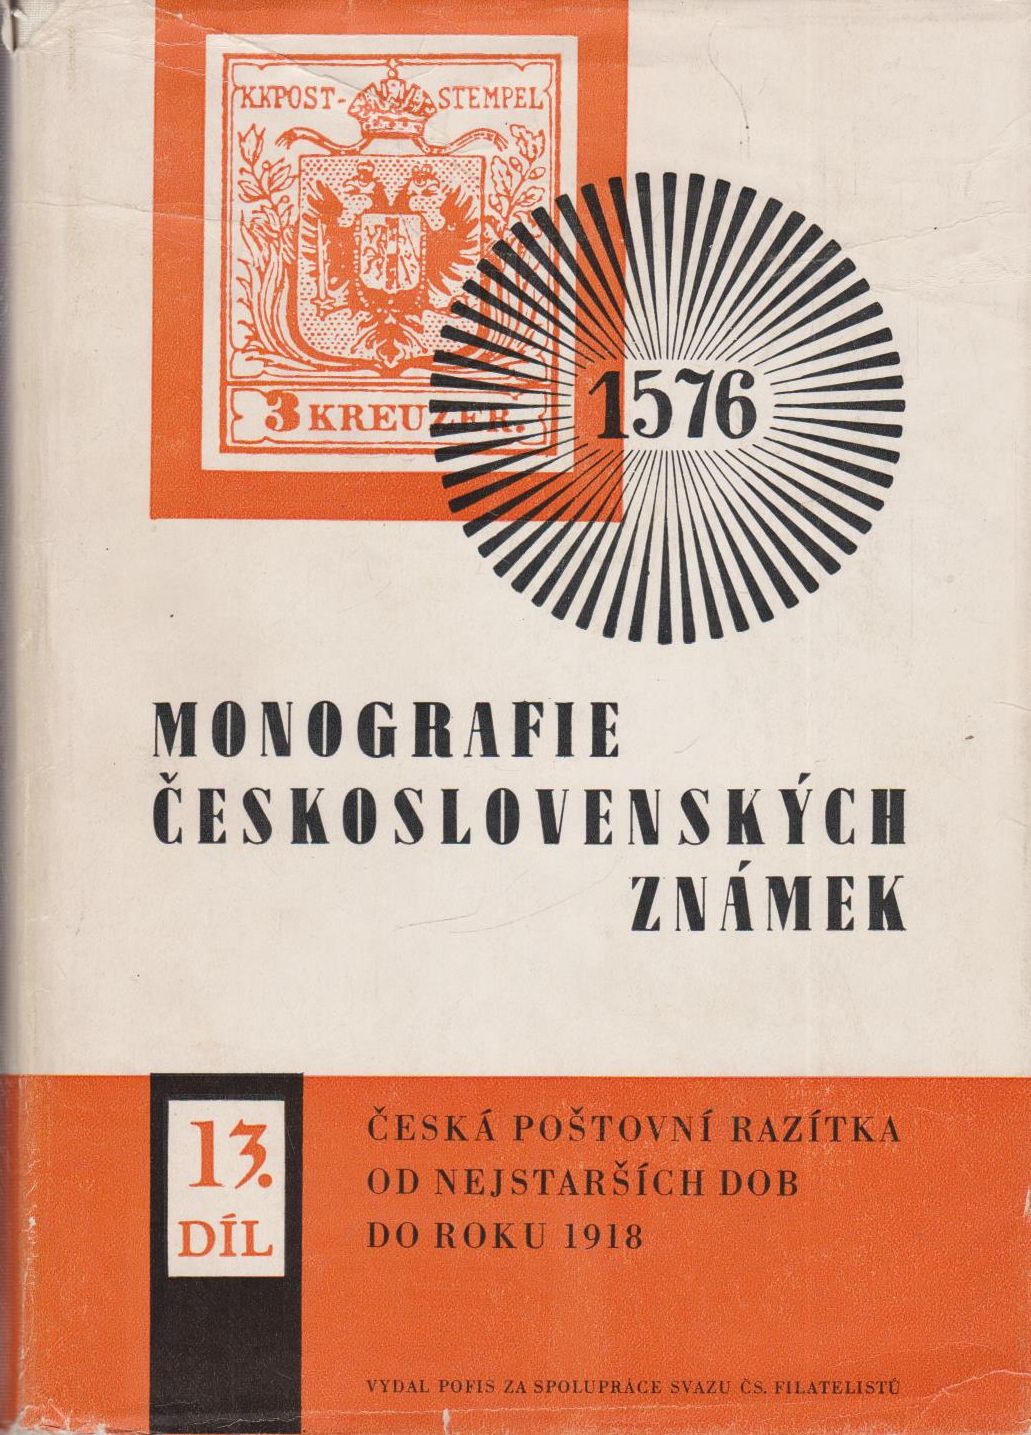 KKPOST-STEMPEL
3 KREUZER.
1576
MONOGRAFIE
ČESKOSLOVENSKÝCH
ZNÁMEK
13.
DÍL
ČESKÁ POŠTOVNÍ RAZÍTKA
OD NEJSTARŠÍCH DOB
DO ROKU 1918
VYDAL POFIS ZA SPOLUPRÁCE SVAZU ČS. FILATELISTŮ